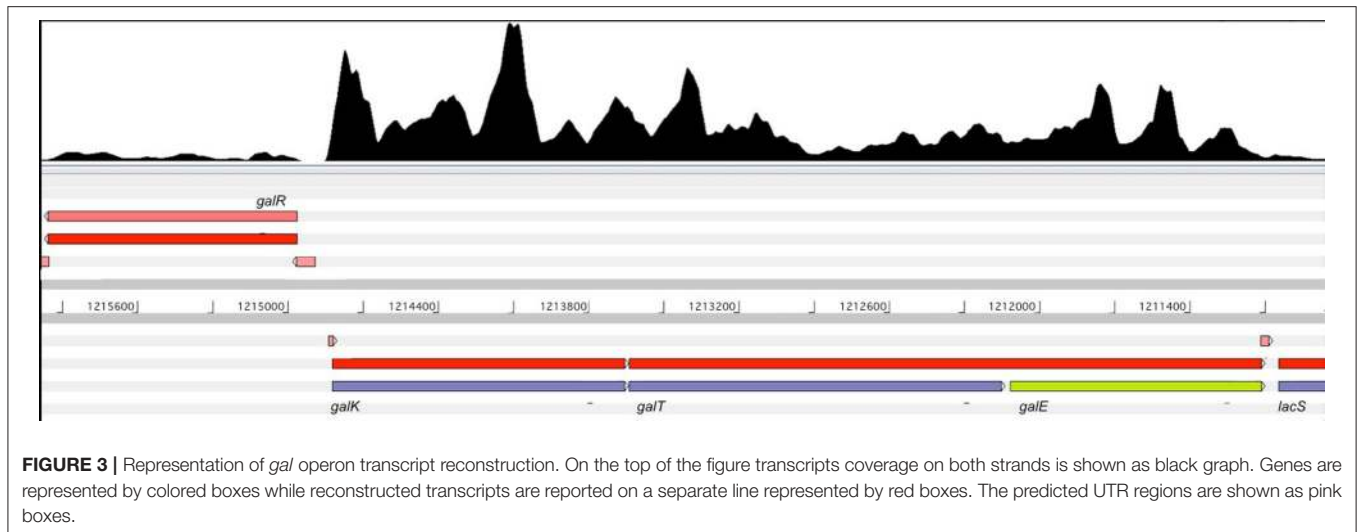 galR
1215600 1215000 1214400 1213800 1213200 1212600 1212000 1211400
galK galT galE lacS
FIGURE 3 | Representation of gal operon transcript reconstruction. On the top of the figure transcripts coverage on both strands is shown as black graph. Genes are
represented by colored boxes while reconstructed transcripts are reported on a separate line represented by red boxes. The predicted UTR regions are shown as pink
boxes.